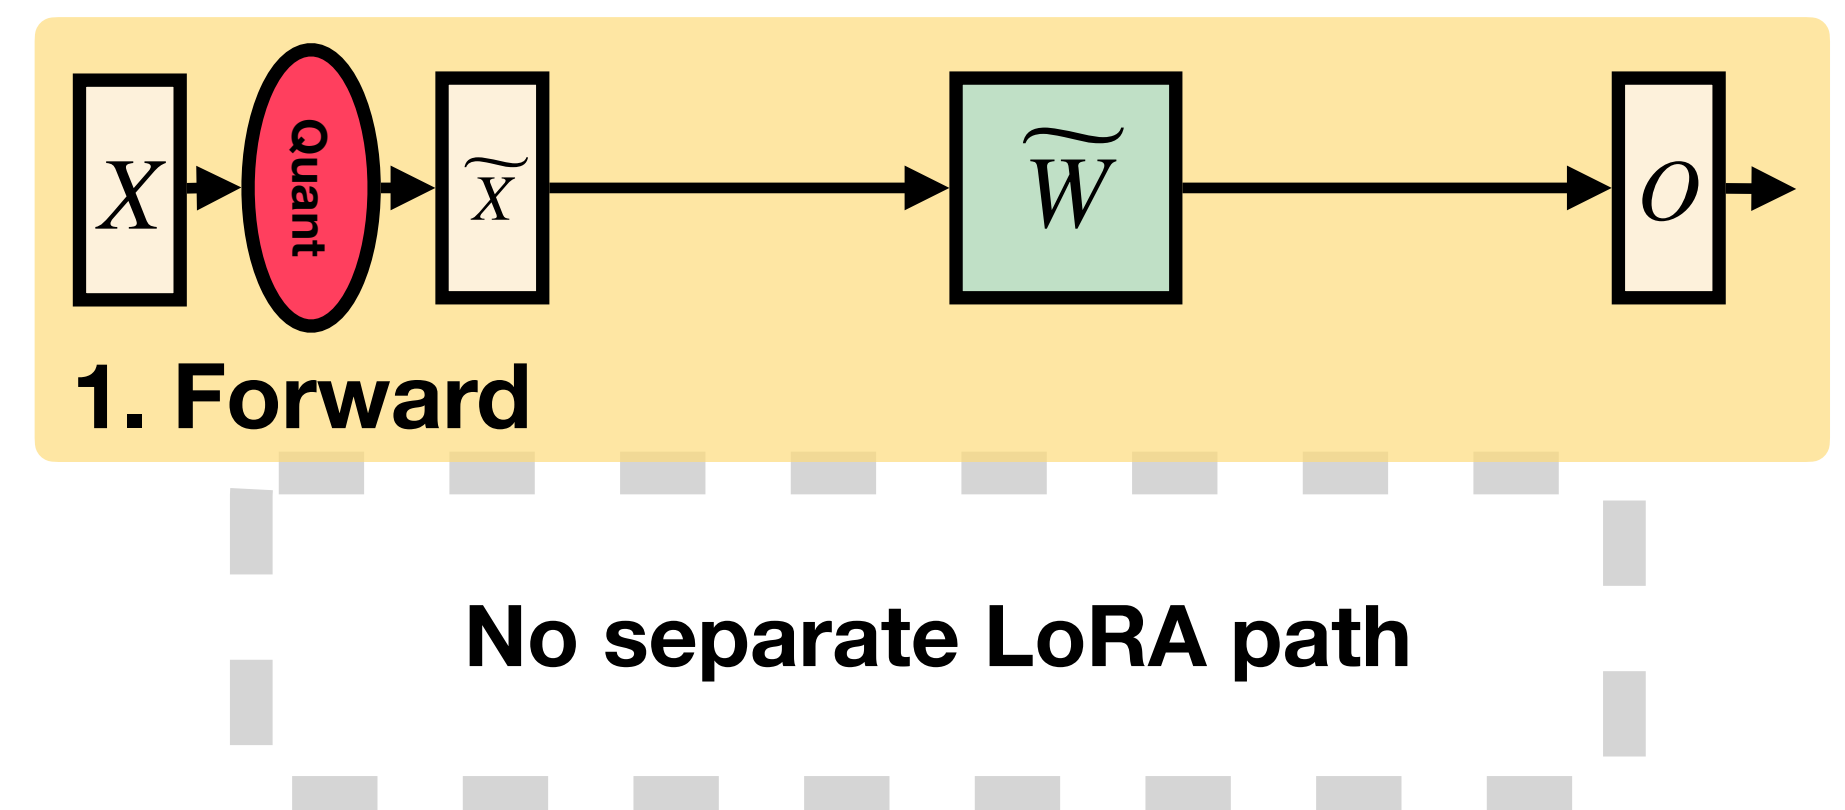 X Quant X̃ W̃ O
1. Forward
No separate LoRA path